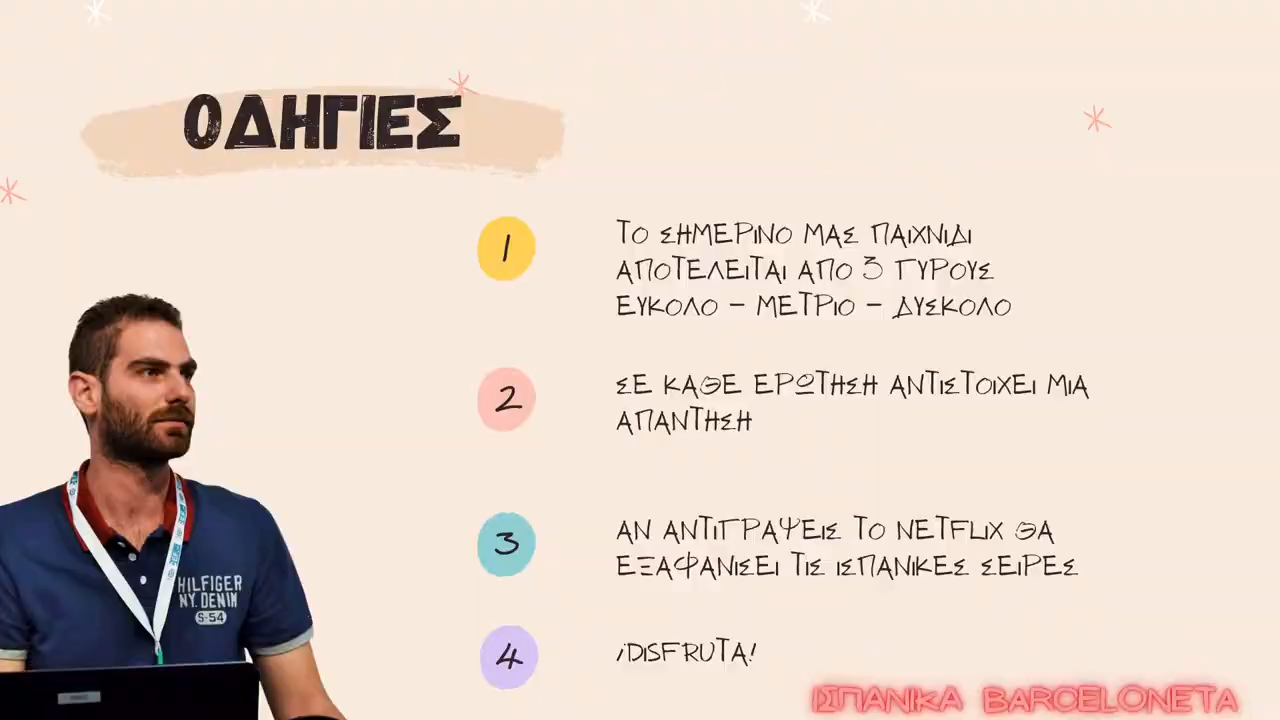 ΟΔΗΓΙΕΣ
1
ΤΟ ΣΗΜΕΡΙΝΟ ΜΑΣ ΠΑΙΧΝΙΔΙ
ΑΠΟΤΕΛΕΙΤΑΙ ΑΠΟ 3 ΓΥΡΟΥΣ
ΕΥΚΟΛΟ - ΜΕΤΡΙΟ - ΔΥΣΚΟΛΟ
2
ΣΕ ΚΑΘΕ ΕΡΩΤΗΣΗ ΑΝΤΙΣΤΟΙΧΕΙ ΜΙΑ
ΑΠΑΝΤΗΣΗ
3
ΑΝ ΑΝΤΙΓΡΑΨΕΙΣ ΤΟ NETFLIX ΘΑ
ΕΞΑΦΑΝΙΣΕΙ ΤΙΣ ΙΣΠΑΝΙΚΕΣ ΣΕΙΡΕΣ
HILFIGER
NY. DENIM
S-54
4
¡DISFRUTA!
ΙΣΠΑΝΙΚΑ BARCELONETA